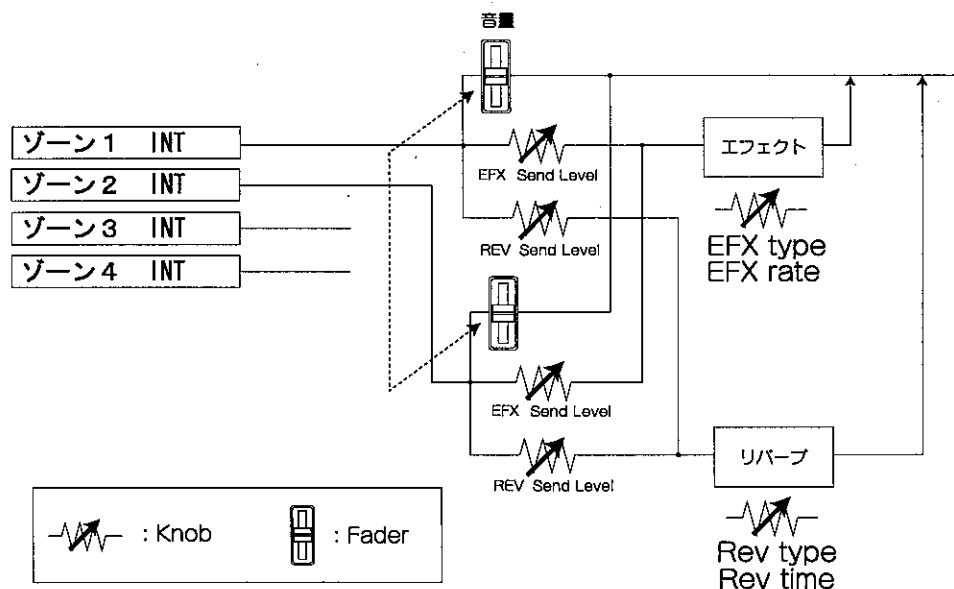 音量
ゾーン1 INT
ゾーン2 INT
ゾーン3 INT
ゾーン4 INT
EFX Send Level
REV Send Level
エフェクト
EFX type
EFX rate
EFX Send Level
REV Send Level
リバーブ
Rev type
Rev time
: Knob
: Fader